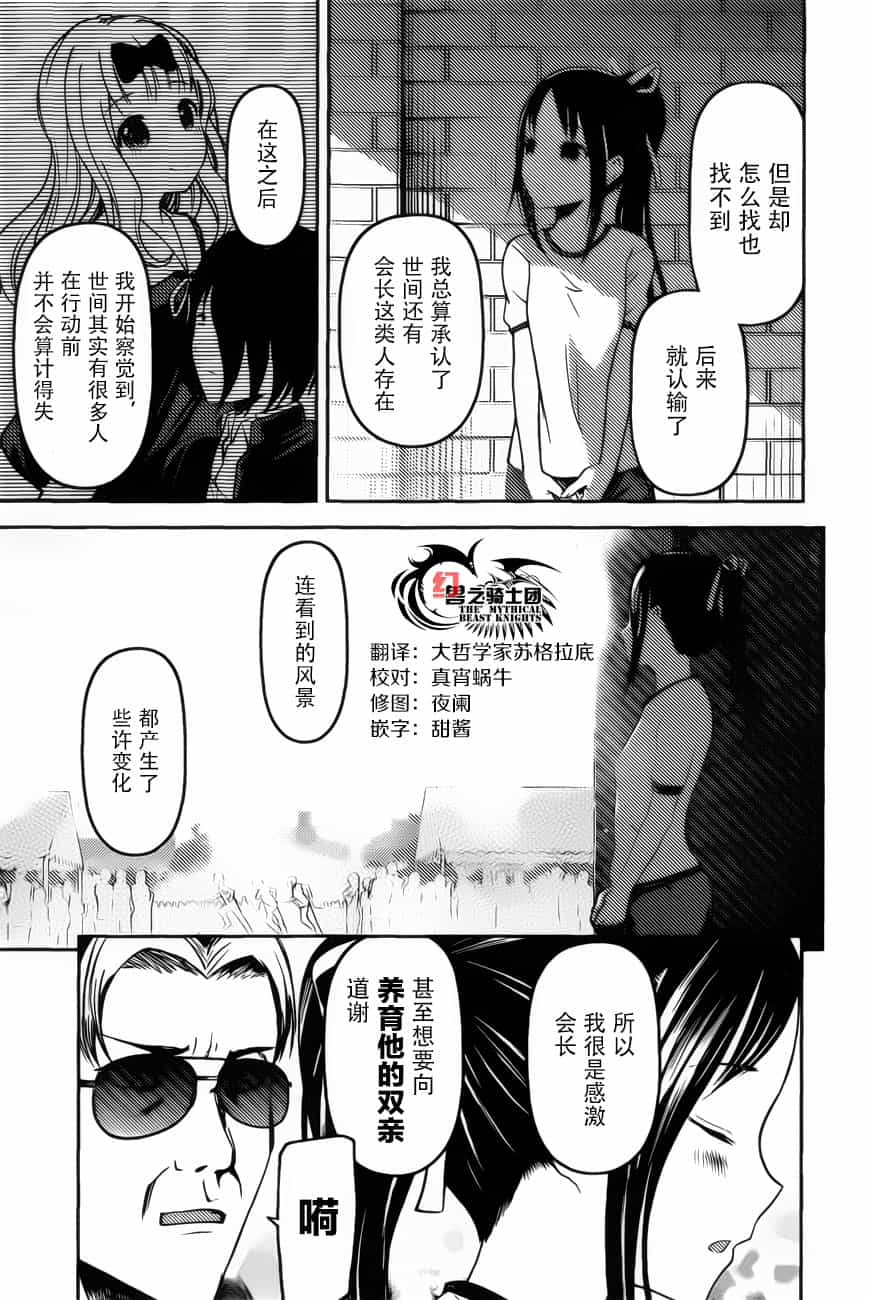 但是却
怎么找也
找不到
后来
就认输了
我总算承认了
世间还有
会长这类人存在
在这之后
我开始察觉到,
世间其实有很多人
在行动前
并不会算计得失
幻兽之骑士团
THE MYTHICAL
BEAST KNIGHTS
翻译：大哲学家苏格拉底
校对：真宵蜗牛
修图：夜阑
嵌字：甜酱
连看到的风景
都产生了
些许变化
所以
我很是感激
会长
甚至想要向
养育他的双亲
道谢
嗬